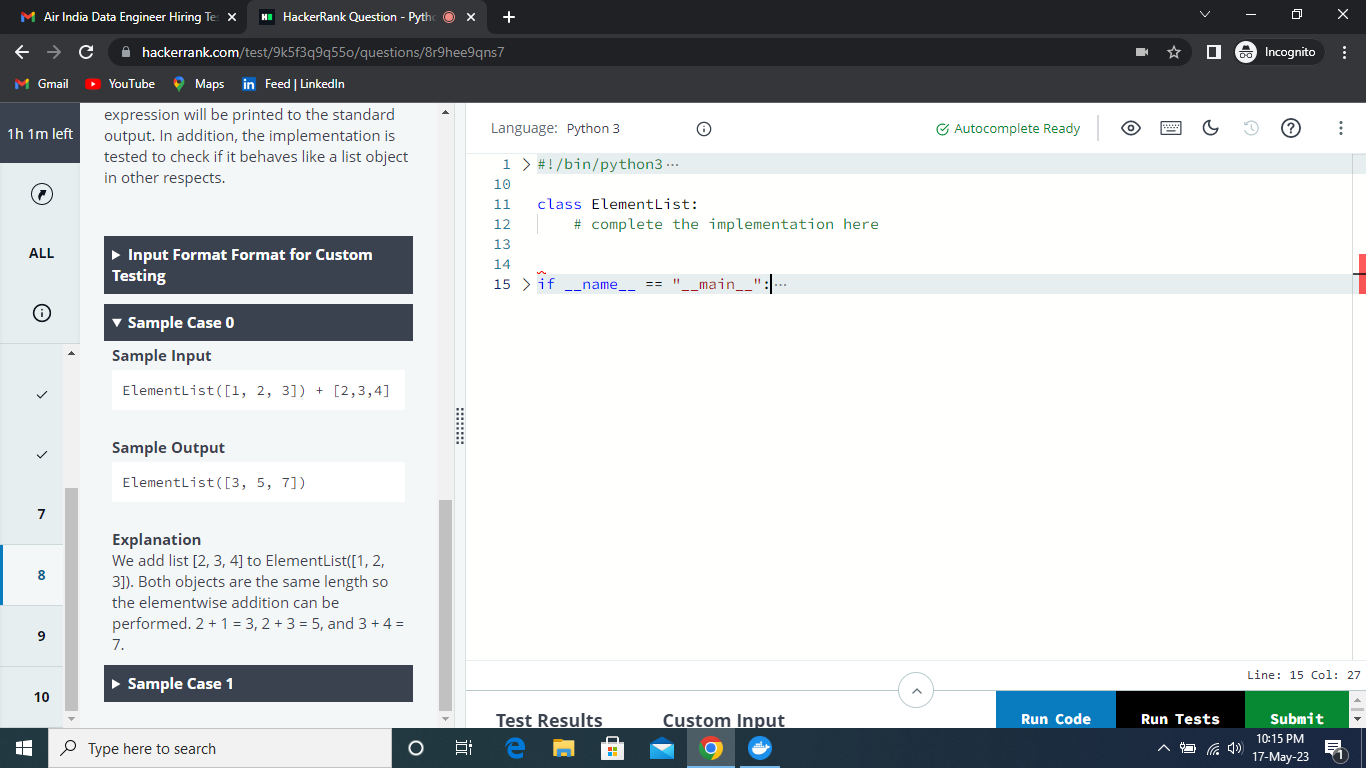 Air India Data Engineer Hiring Te
HackerRank Question - Pytho
hackerrank.com/test/9k5f3q9q55o/questions/8r9hee9qns7
Incognito
Gmail
YouTube
Maps
Feed | LinkedIn
1h 1m left
ALL
7
8
9
10
expression will be printed to the standard
output. In addition, the implementation is
tested to check if it behaves like a list object
in other respects.
Input Format Format for Custom
Testing
Sample Case 0
Sample Input
ElementList([1, 2, 3]) + [2,3,4]
Sample Output
ElementList([3, 5, 7])
Explanation
We add list [2, 3, 4] to ElementList([1, 2,
3]). Both objects are the same length so
the elementwise addition can be
performed. 2 + 1 = 3, 2 + 3 = 5, and 3 + 4 =
7.
Sample Case 1
Language: Python 3
Autocomplete Ready
1 #!/bin/python3⋯
10
11 class ElementList:
12 # complete the implementation here
13
14
15 if __name__ == "__main__":⋯
Line: 15 Col: 27
Test Results
Custom Input
Run Code
Run Tests
Submit
Type here to search
10:15 PM
17-May-23
1